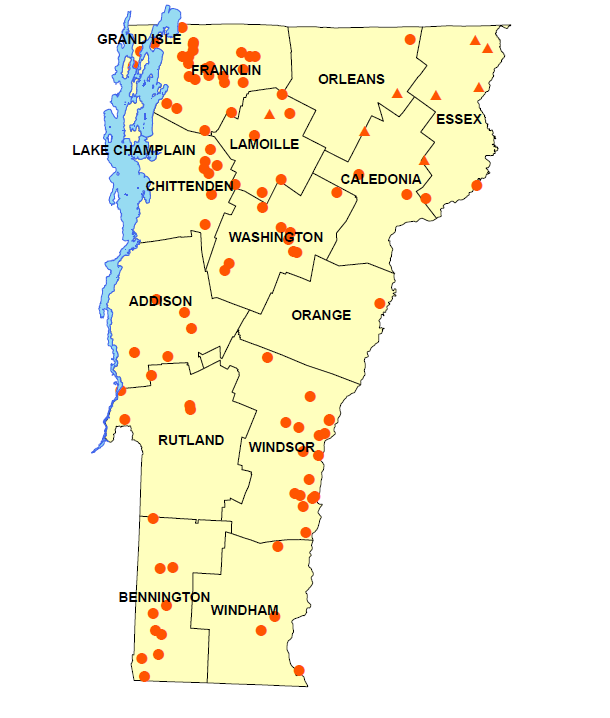 GRAND ISLE
FRANKLIN
ORLEANS
ESSEX
LAKE CHAMPLAIN
LAMOILLE
CHITTENDEN
CALEDONIA
WASHINGTON
ADDISON
ORANGE
RUTLAND
WINDSOR
BENNINGTON
WINDHAM